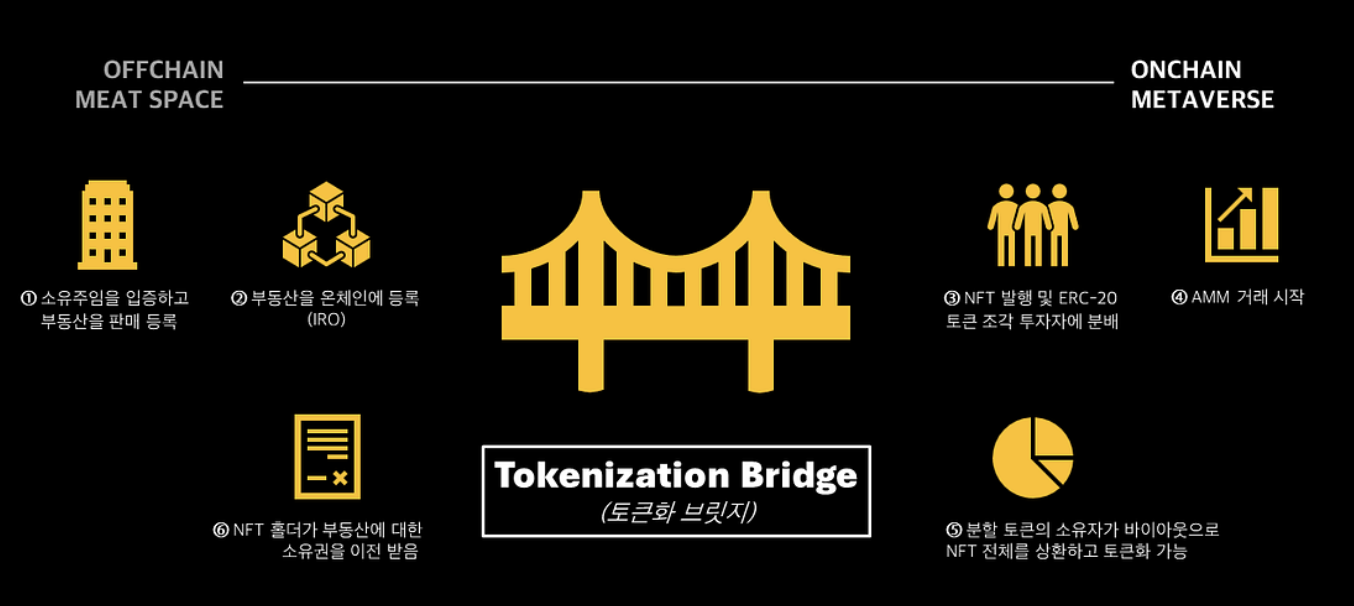 OFFCHAIN
MEAT SPACE
ONCHAIN
METAVERSE
① 소유주임을 입증하고
부동산을 판매 등록
② 부동산을 온체인에 등록
(IRO)
③ NFT 발행 및 ERC-20
토큰 조각 투자자에 분배
④ AMM 거래 시작
Tokenization Bridge
(토큰화 브릿지)
⑤ 분할 토큰의 소유자가 바이아웃으로
NFT 전체를 상환하고 토큰화 가능
⑥ NFT 홀더가 부동산에 대한
소유권을 이전 받음